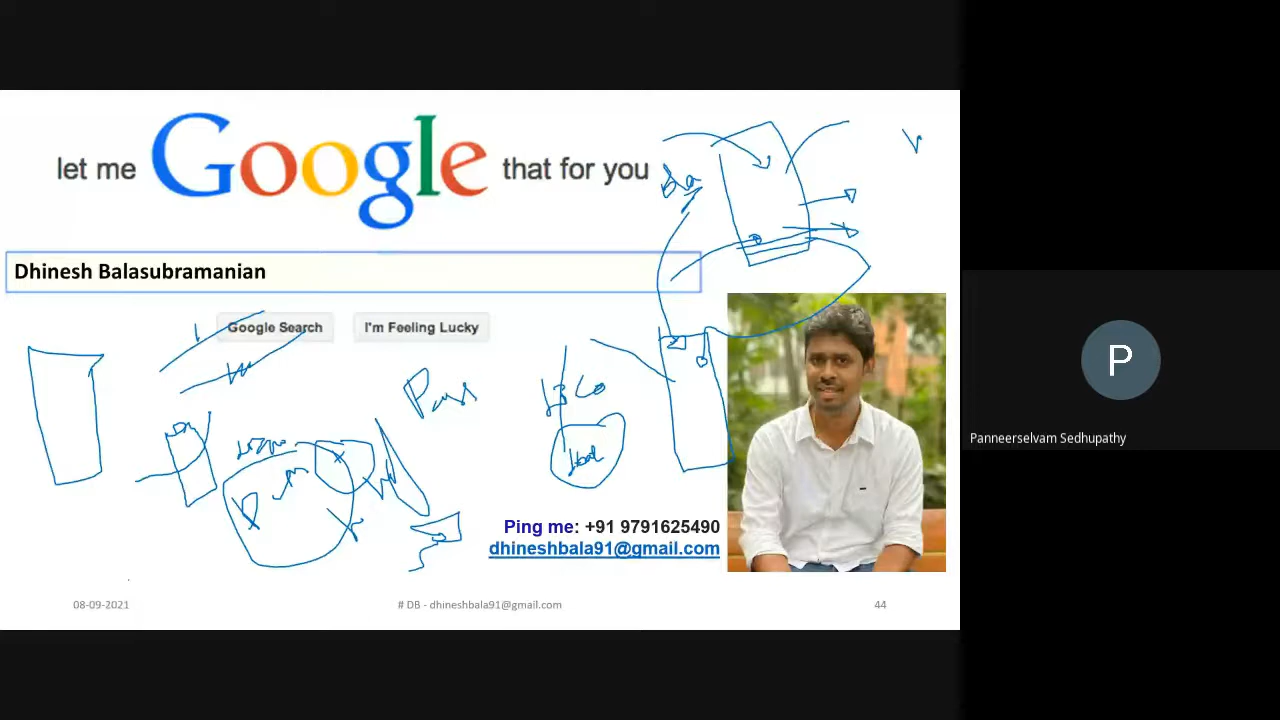 let me Google that for you
Dhinesh Balasubramanian
Google Search I'm Feeling Lucky
Ping me: +91 9791625490
dhineshbala91@gmail.com
08-09-2021 # DB - dhineshbala91@gmail.com 44
P
Panneerselvam Sedhupathy